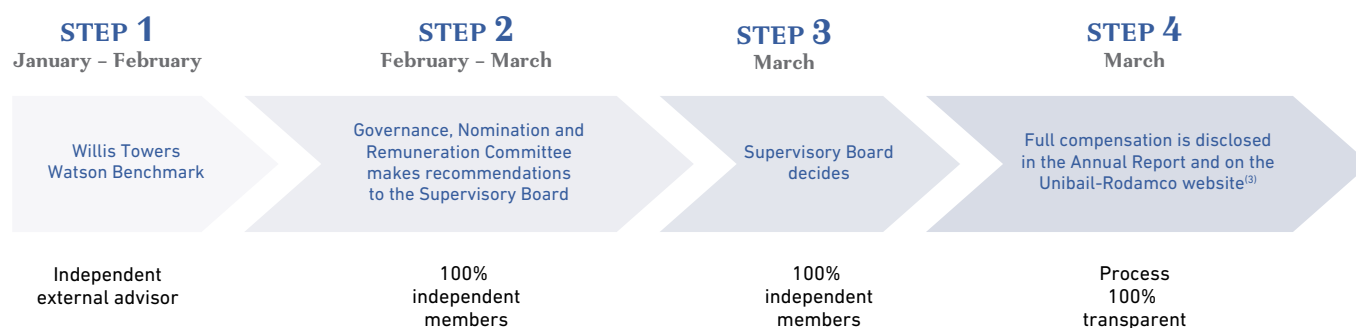 STEP 1
January – February
Willis Towers
Watson Benchmark
Independent
external advisor
STEP 2
February – March
Governance, Nomination and
Remuneration Committee
makes recommendations
to the Supervisory Board
100%
independent
members
STEP 3
March
Supervisory Board
decides
100%
independent
members
STEP 4
March
Full compensation is disclosed
in the Annual Report and on the
Unibail-Rodamco website(3)
Process
100%
transparent